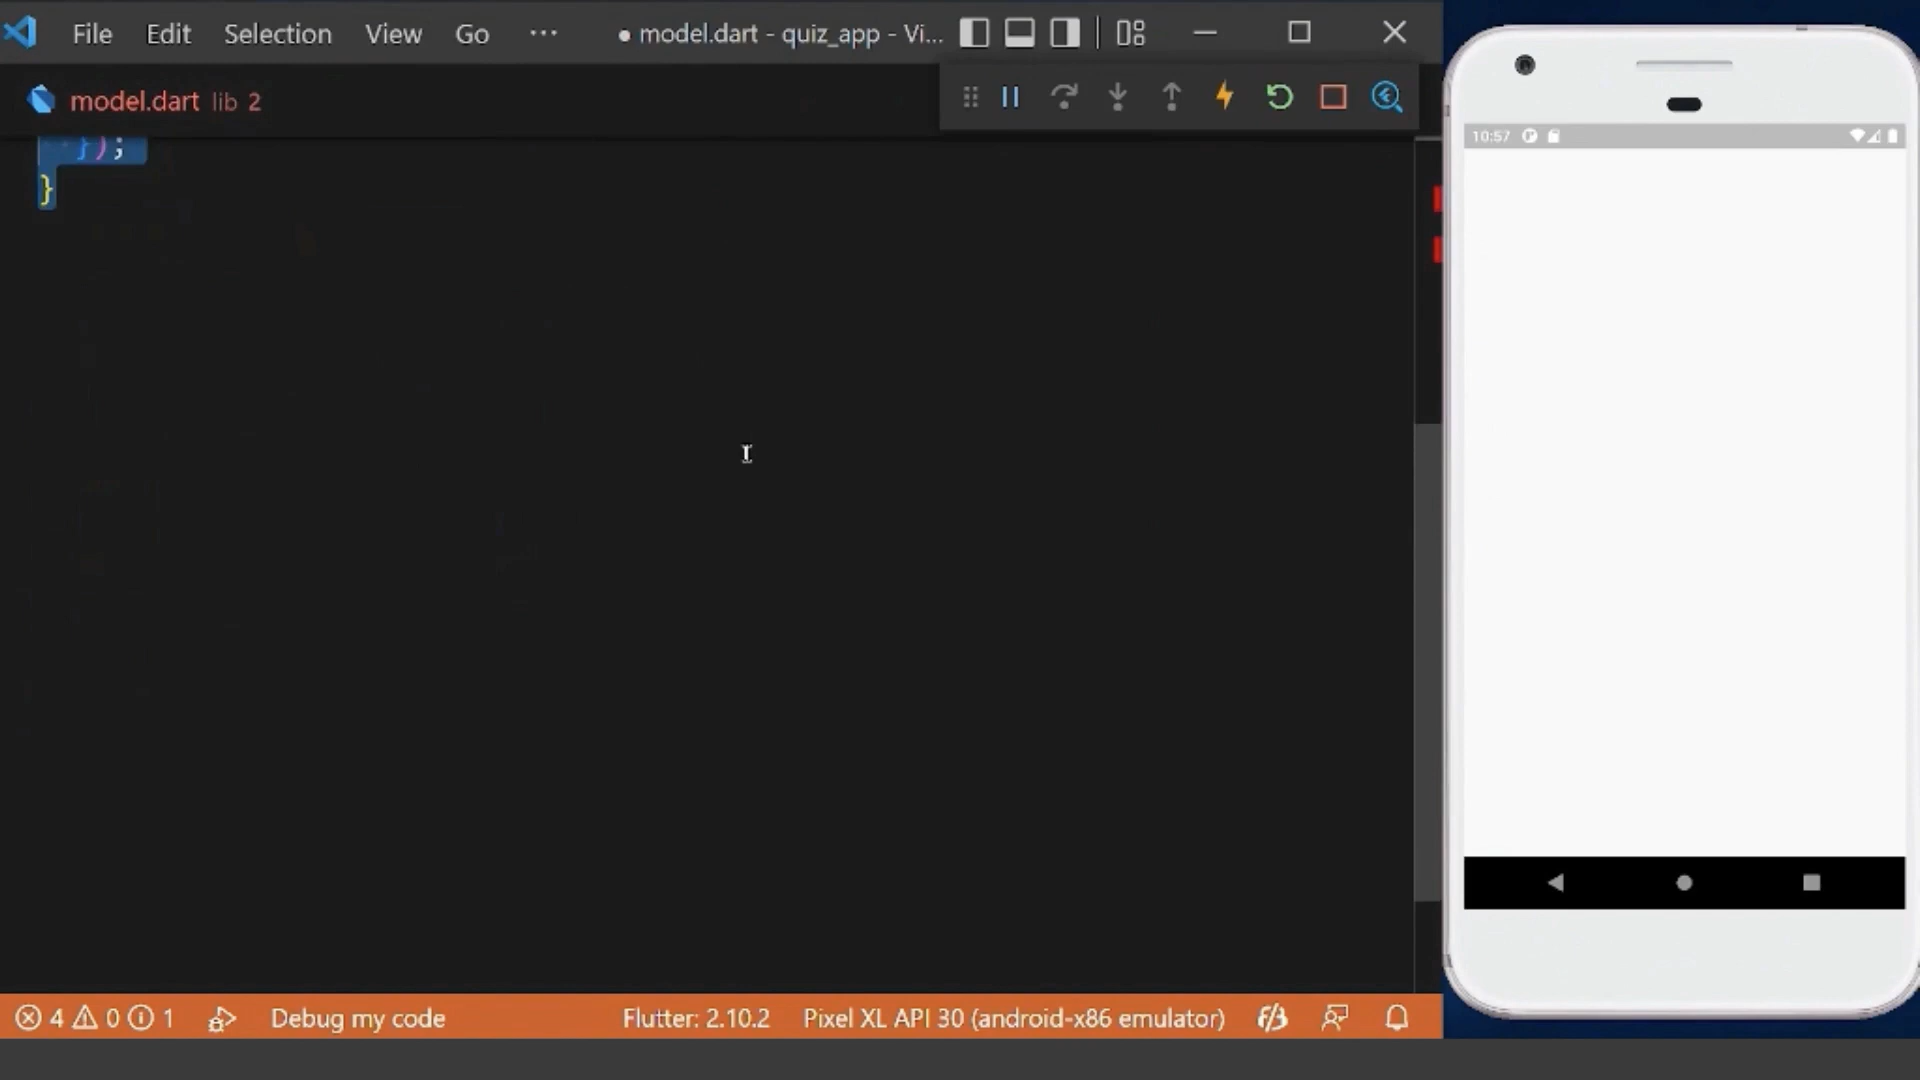 File Edit Selection View Go ··· ● model.dart - quiz_app - Vi...
model.dart lib 2
});
}
10:57
4 0 1 Debug my code Flutter: 2.10.2 Pixel XL API 30 (android-x86 emulator)